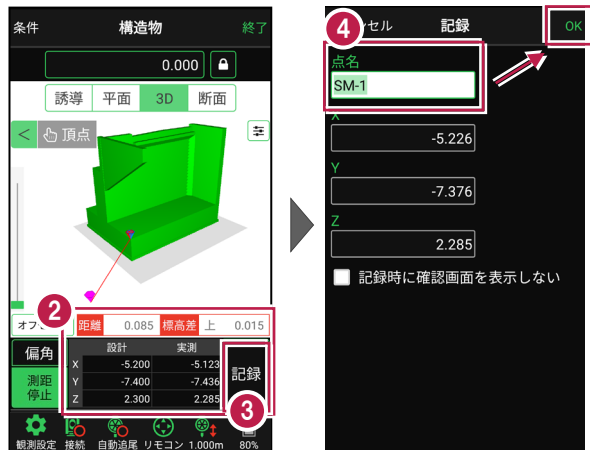 条件 構造物 終了
0.000
誘導 平面 3D 断面
< 頂点
2
オフ
距離 0.085 標高差 上 0.015
偏角
設計 実測
X -5.200 -5.123
Y -7.400 -7.436
Z 2.300 2.285
測距
停止
記録
3
観測設定 接続 自動追尾 リモコン 1.000m 80%
4
セル 記録 OK
点名
SM-1
X
-5.226
Y
-7.376
Z
2.285
記録時に確認画面を表示しない